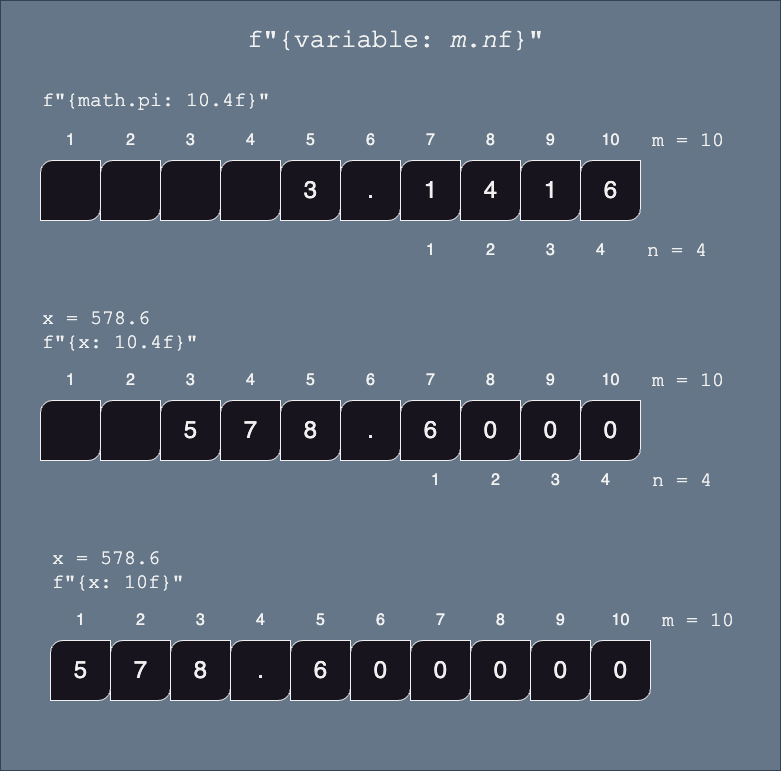 f"{variable: m.nf}"
f"{math.pi: 10.4f}"
1 2 3 4 5 6 7 8 9 10 m = 10
3 . 1 4 1 6
1 2 3 4 n = 4
x = 578.6
f"{x: 10.4f}"
1 2 3 4 5 6 7 8 9 10 m = 10
5 7 8 . 6 0 0 0
1 2 3 4 n = 4
x = 578.6
f"{x: 10f}"
1 2 3 4 5 6 7 8 9 10 m = 10
5 7 8 . 6 0 0 0 0 0